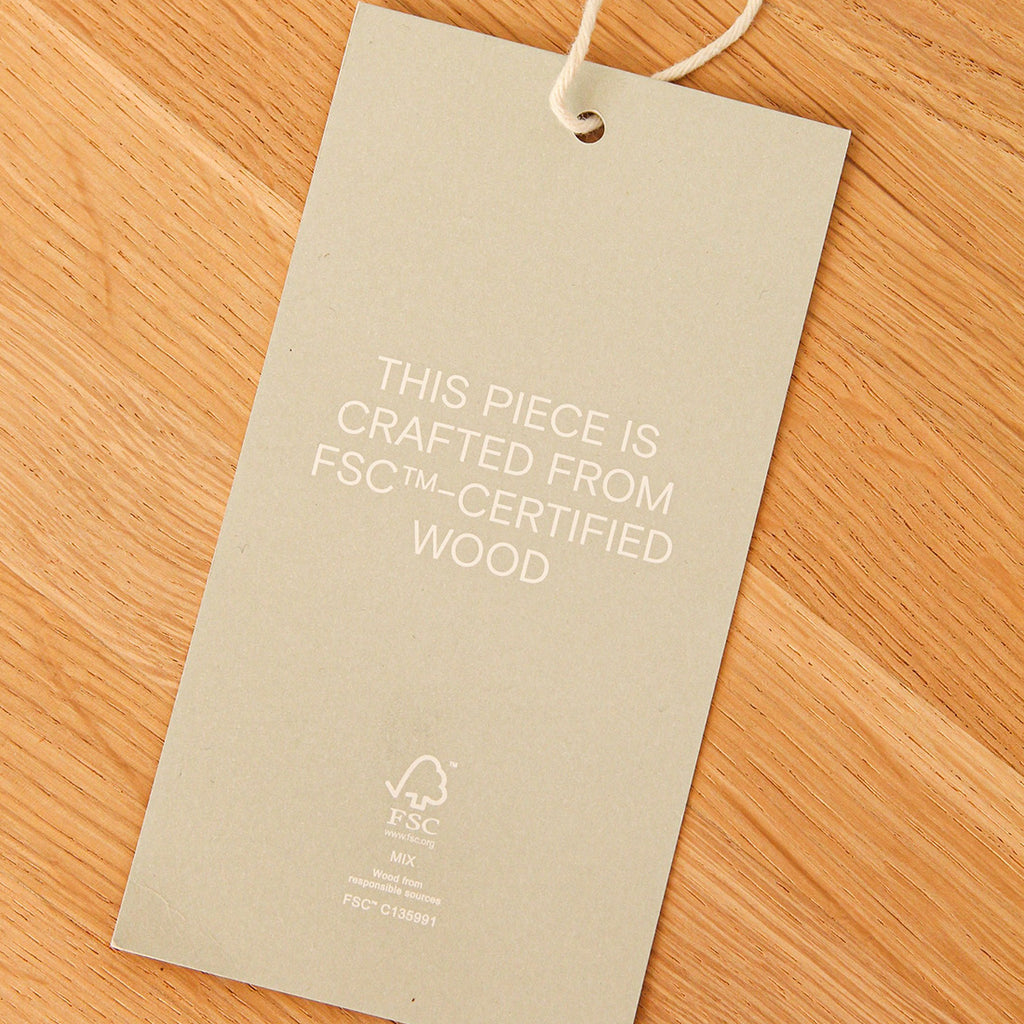 THIS PIECE IS
CRAFTED FROM
FSC™-CERTIFIED
WOOD
™
FSC
www.fsc.org
MIX
Wood from
responsible sources
FSC™ C135991